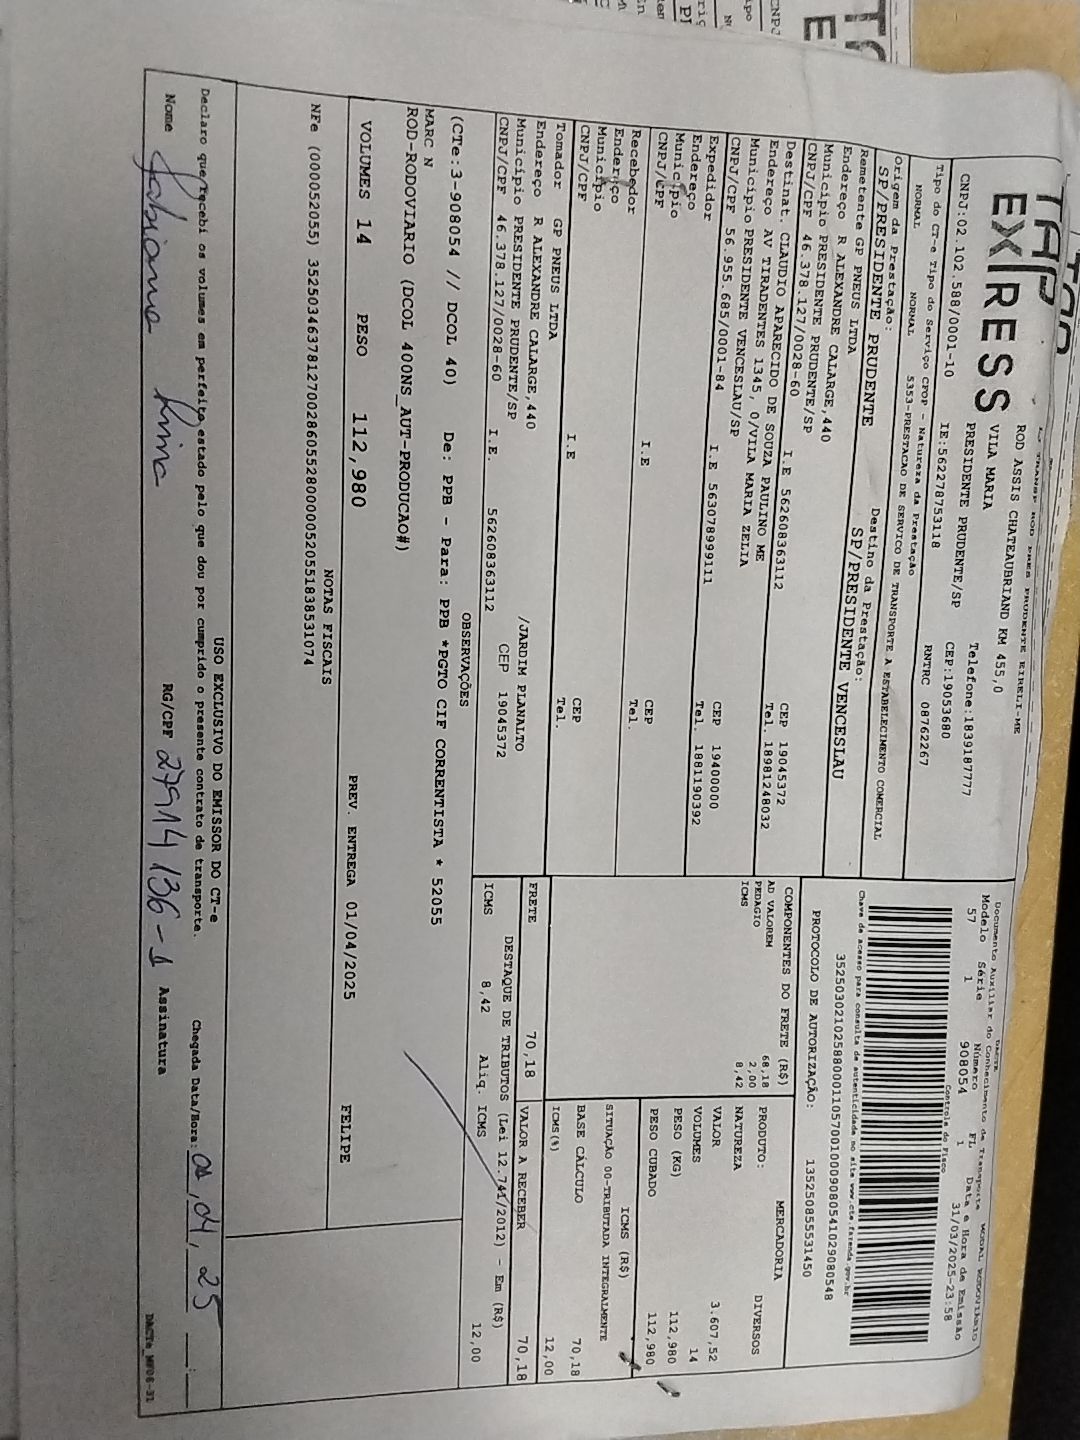 EXPRESS
ROD ASSIS CHATEAUBRIAND KM 455,0
VILA MARIA
PRESIDENTE PRUDENTE/SP Telefone:1839187777
CNPJ:02.102.588/0001-10 IE:562278753118 CEP:19053680
Tipo do CT-e Tipo do Serviço CFOP - Natureza da Prestação RNTRC 08762267
NORMAL NORMAL 5353-PRESTACAO DE SERVICO DE TRANSPORTE A ESTABELECIMENTO COMERCIAL
Origem da Prestação: Destino da Prestação:
SP/PRESIDENTE PRUDENTE SP/PRESIDENTE VENCESLAU
Remetente GP PNEUS LTDA
Endereço R ALEXANDRE CALARGE,440
Município PRESIDENTE PRUDENTE/SP CEP 19045372
CNPJ/CPF 46.378.127/0028-60 I.E 562608363112 Tel. 18981248032
Destinat. CLAUDIO APARECIDO DE SOUZA PAULINO ME
Endereço AV TIRADENTES 1345, 0/VILA MARIA ZELIA
Município PRESIDENTE VENCESLAU/SP CEP 19400000
CNPJ/CPF 56.955.685/0001-84 I.E 563078999111 Tel. 1881190392
Expedidor
Endereço
Município CEP
CNPJ/CPF I.E Tel.
Recebedor
Endereço
Município CEP
CNPJ/CPF I.E Tel.
Tomador GP PNEUS LTDA
Endereço R ALEXANDRE CALARGE,440 /JARDIM PLANALTO
Município PRESIDENTE PRUDENTE/SP CEP 19045372
CNPJ/CPF 46.378.127/0028-60 I.E. 562608363112
DACTE MODAL RODOVIARIO
Documento Auxiliar do Conhecimento de Transporte
Modelo Série Número FL Data e Hora de Emissão
57 1 908054 1 31/03/2025-23:58
Controle do Fisco
Chave de acesso para consulta de autenticidade no site www.cte.fazenda.gov.br
35250302102588000110570010009080541029080548
PROTOCOLO DE AUTORIZAÇÃO: 135250855531450
COMPONENTES DO FRETE (R$)
AD VALOREM 68,18
PEDAGIO 2,00
ICMS 8,42
FRETE 70,18
MERCADORIA
PRODUTO: DIVERSOS
NATUREZA
VALOR 3.607,52
VOLUMES 14
PESO (KG) 112,980
PESO CUBADO 112,980
ICMS (R$)
SITUAÇÃO 00-TRIBUTADA INTEGRALMENTE
BASE CÁLCULO 70,18
ICMS(%) 12,00
VALOR A RECEBER 70,18
DESTAQUE DE TRIBUTOS (Lei 12.741/2012) - Em (R$)
ICMS 8,42 Aliq. ICMS 12,00
OBSERVAÇÕES
(CTe:3-908054 // DCOL 40) De: PPB - Para: PPB *PGTO CIF CORRENTISTA * 52055
MARC N
ROD-RODOVIARIO (DCOL 400NS_AUT-PRODUCAO#)
VOLUMES 14 PESO 112,980 PREV. ENTREGA 01/04/2025 FELIPE
NOTAS FISCAIS
NFe (000052055) 35250346378127002860552800000520551838531074
USO EXCLUSIVO DO EMISSOR DO CT-e
Declaro que recebi os volumes em perfeito estado pelo que dou por cumprido o presente contrato de transporte. Chegada Data/Hora: 01,04,25 :
Nome RG/CPF 27914136-1 Assinatura